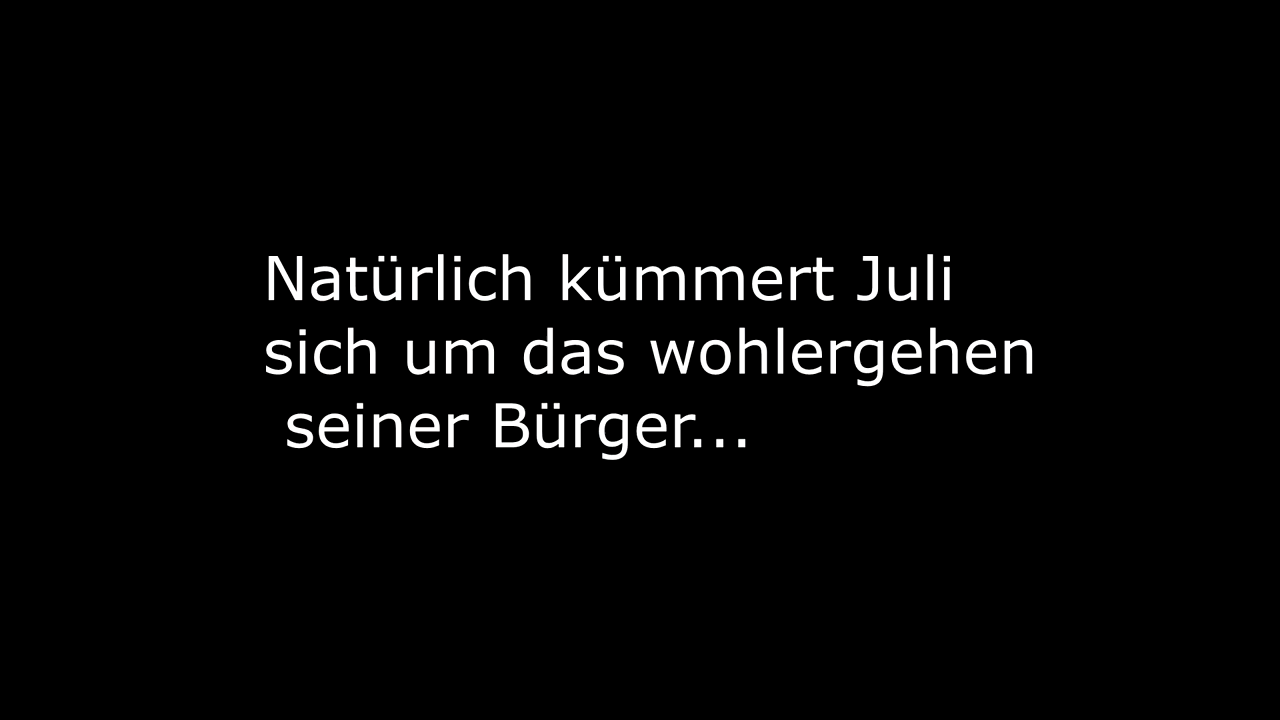 Natürlich kümmert Juli
sich um das wohlergehen
seiner Bürger...